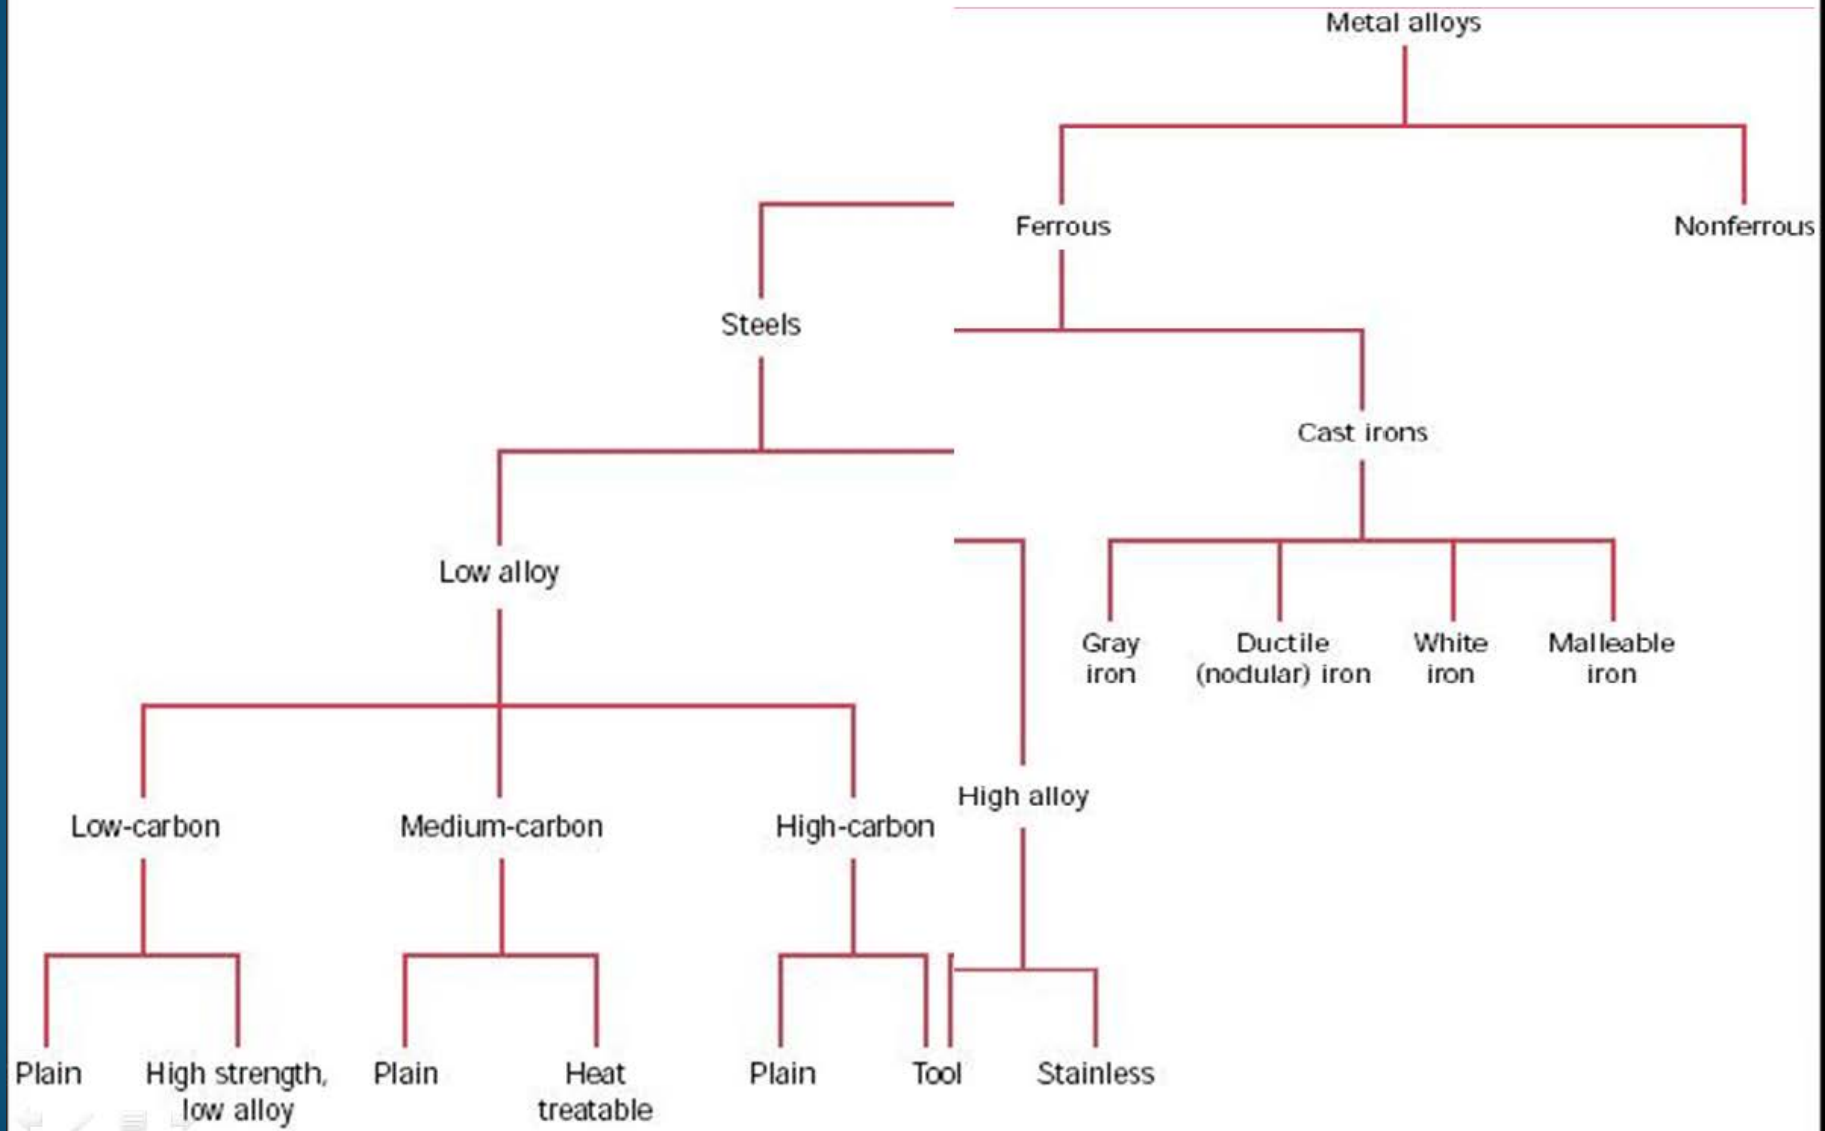 Metal alloys
Ferrous
Nonferrous
Steels
Cast irons
Low alloy
Gray
iron
Ductile
(nodular) iron
White
iron
Malleable
iron
High alloy
Low-carbon
Medium-carbon
High-carbon
Plain
High strength,
low alloy
Plain
Heat
treatable
Plain
Tool
Stainless